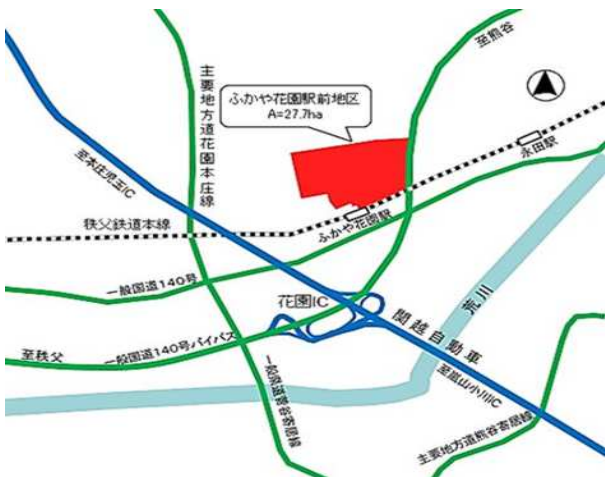 至熊谷
主要地方道花園本庄線
ふかや花園駅前地区
A=27.7ha
永田駅
至本庄児玉IC
秩父鉄道本線
ふかや花園駅
一般国道140号
花園IC
荒川
関越自動車
至秩父
一般国道140号バイパス
至嵐山小川IC
一般県道菅谷寄居線
主要地方道熊谷寄居線